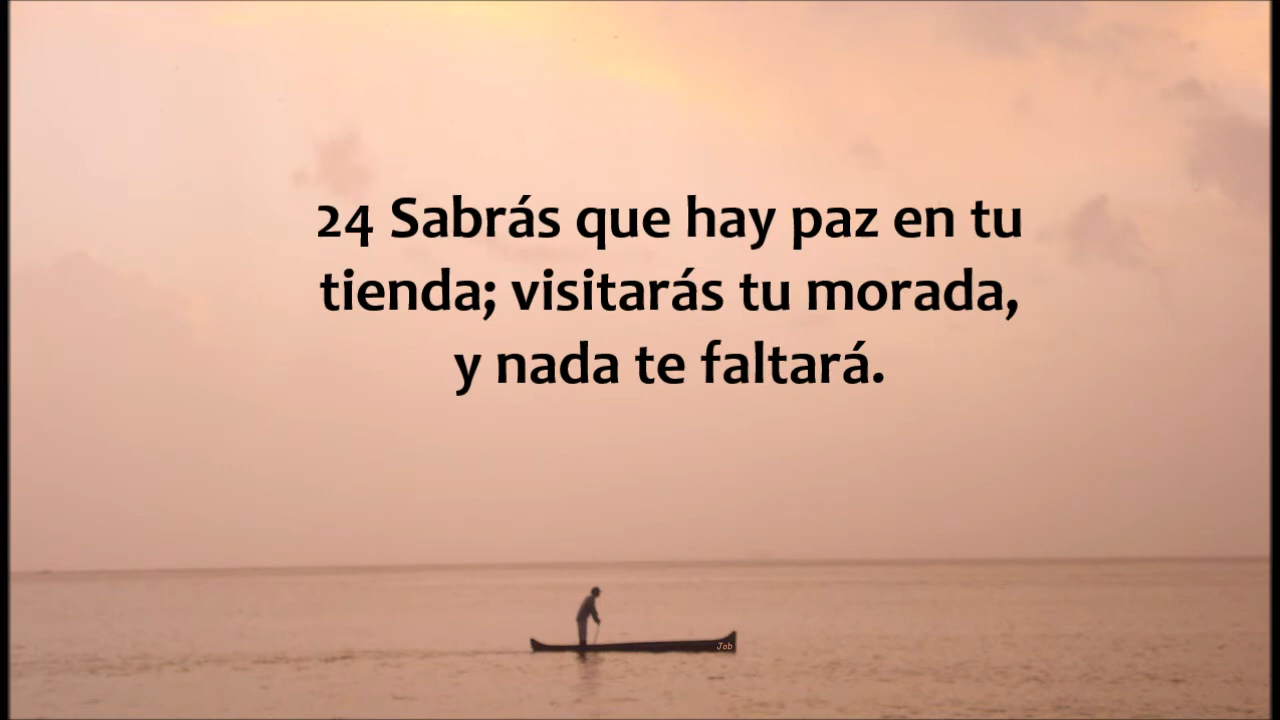 24 Sabrás que hay paz en tu
tienda; visitarás tu morada,
y nada te faltará.
Job